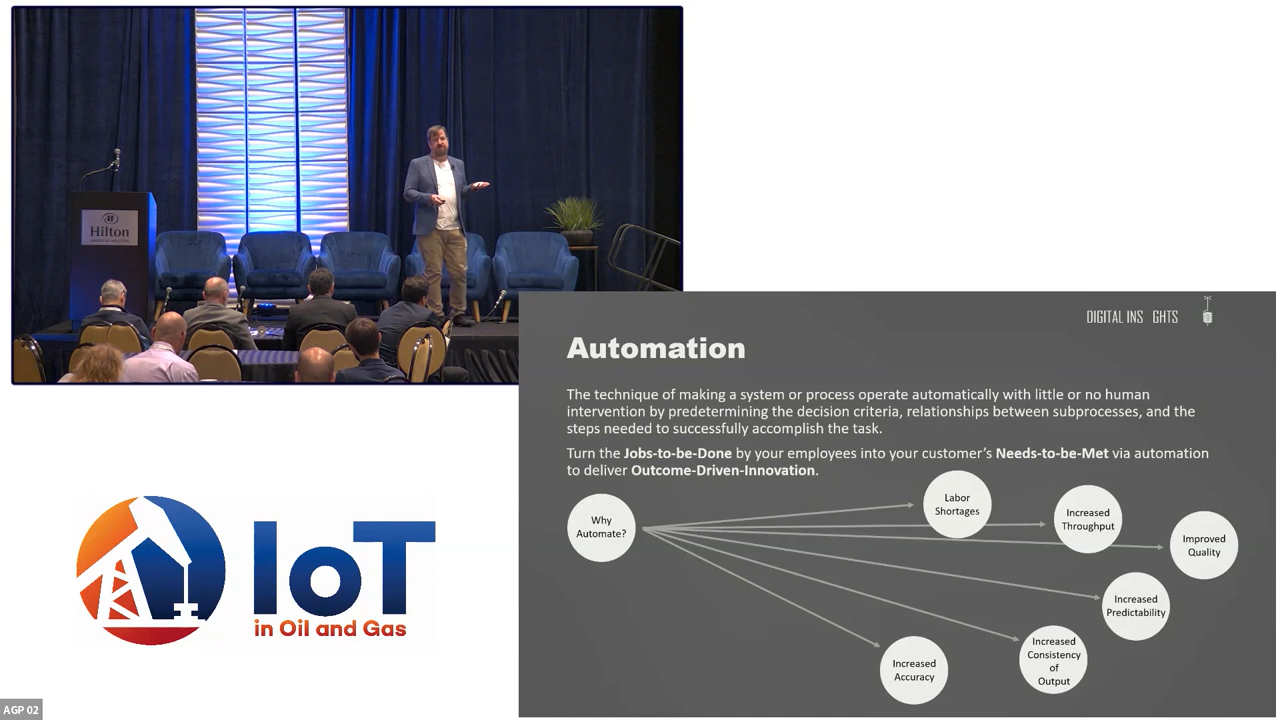 Hilton
DIGITAL INS GHTS
Automation
The technique of making a system or process operate automatically with little or no human
intervention by predetermining the decision criteria, relationships between subprocesses, and the
steps needed to successfully accomplish the task.
Turn the Jobs-to-be-Done by your employees into your customer's Needs-to-be-Met via automation
to deliver Outcome-Driven-Innovation.
Why
Automate?
Labor
Shortages
Increased
Throughput
Improved
Quality
Increased
Predictability
Increased
Consistency
of
Output
Increased
Accuracy
IoT
in Oil and Gas
AGP 02